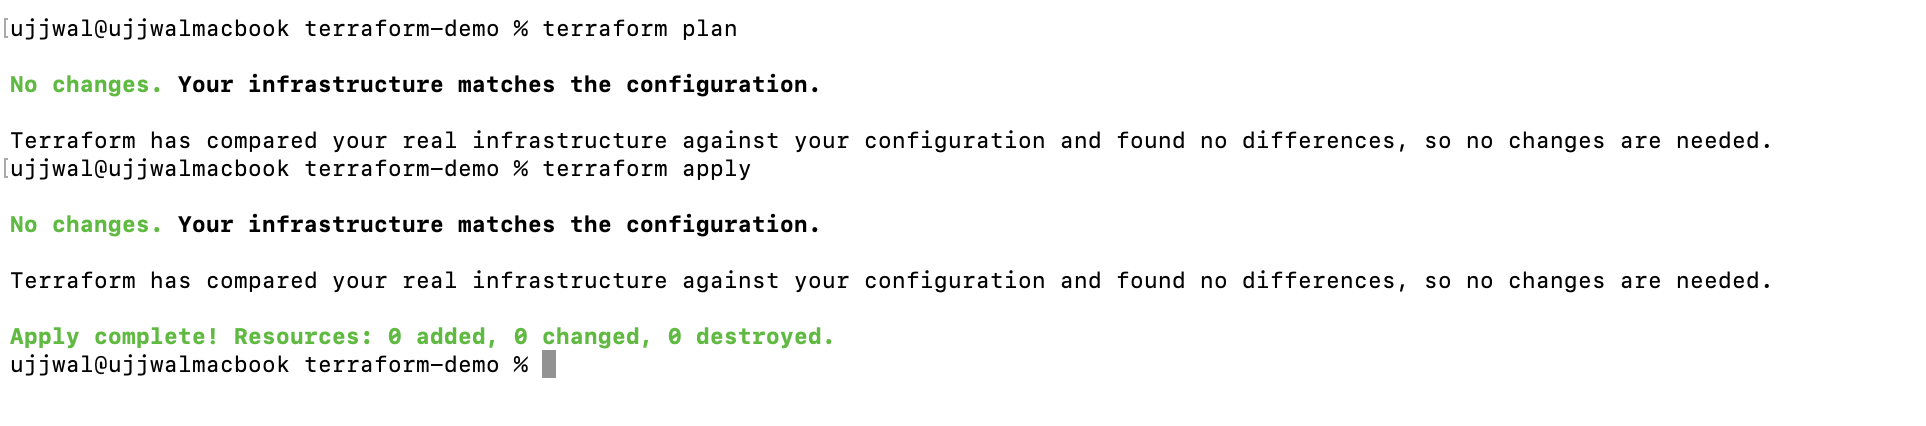 [ujjwal@ujjwalmacbook terraform-demo % terraform plan
No changes. Your infrastructure matches the configuration.
Terraform has compared your real infrastructure against your configuration and found no differences, so no changes are needed.
[ujjwal@ujjwalmacbook terraform-demo % terraform apply
No changes. Your infrastructure matches the configuration.
Terraform has compared your real infrastructure against your configuration and found no differences, so no changes are needed.
Apply complete! Resources: 0 added, 0 changed, 0 destroyed.
ujjwal@ujjwalmacbook terraform-demo %